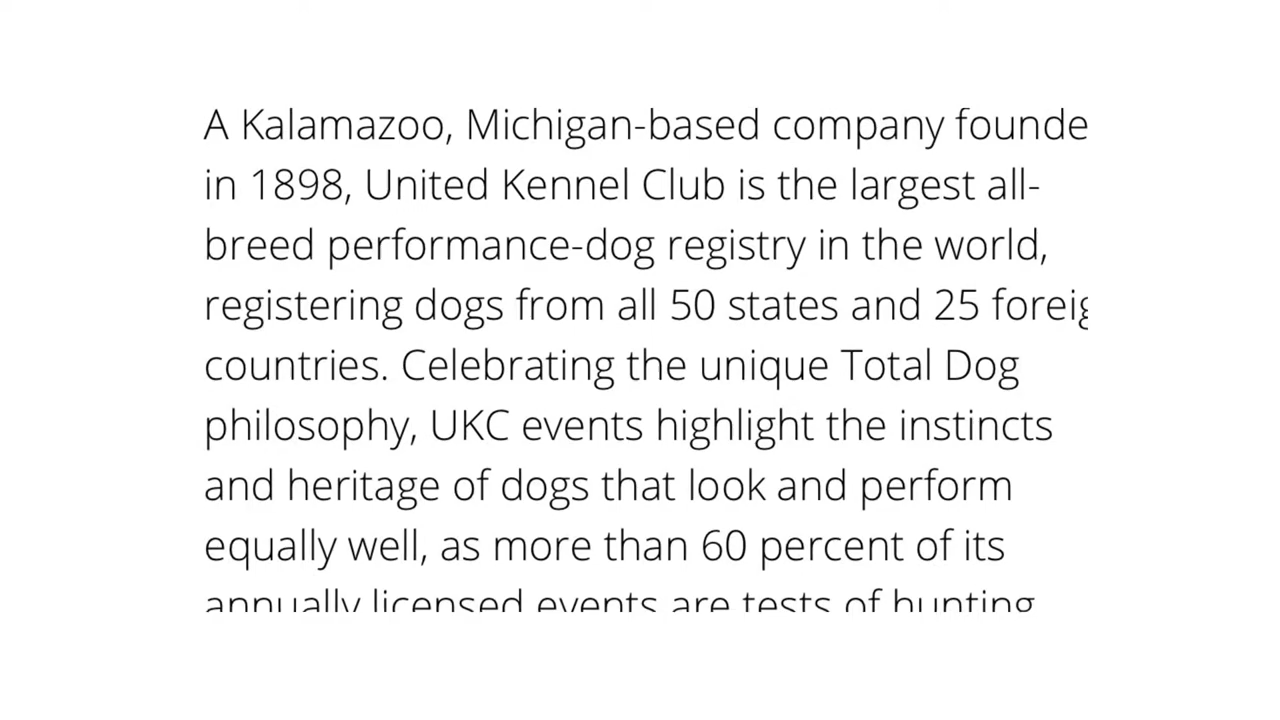 A Kalamazoo, Michigan-based company founde
in 1898, United Kennel Club is the largest all-
breed performance-dog registry in the world,
registering dogs from all 50 states and 25 foreig
countries. Celebrating the unique Total Dog
philosophy, UKC events highlight the instincts
and heritage of dogs that look and perform
equally well, as more than 60 percent of its
annually licensed events are tests of hunting